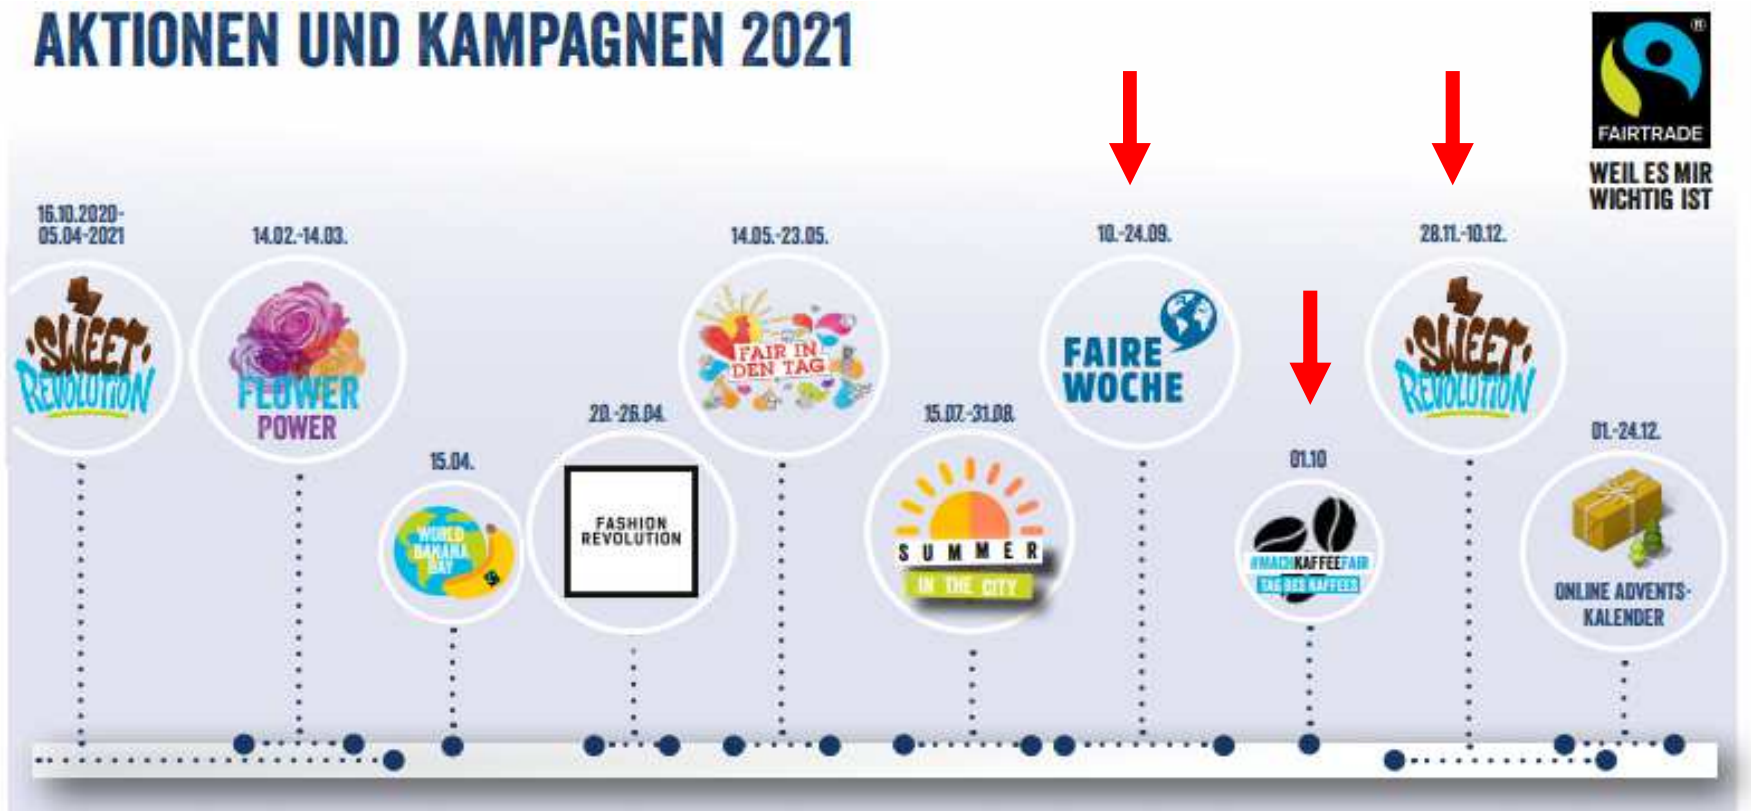 AKTIONEN UND KAMPAGNEN 2021
®
FAIRTRADE
WEIL ES MIR
WICHTIG IST
16.10.2020-
05.04-2021
SWEET
REVOLUTION
14.02.-14.03.
FLOWER
POWER
15.04.
WORLD
BANANA
DAY
20.-26.04.
FASHION
REVOLUTION
14.05.-23.05.
FAIR IN
DEN TAG
15.07.-31.08.
SUMMER
IN THE CITY
10.-24.09.
FAIRE
WOCHE
01.10
#MACHKAFFEEFAIR
TAG DES KAFFEES
28.11.-10.12.
SWEET
REVOLUTION
01.-24.12.
ONLINE ADVENTS-
KALENDER